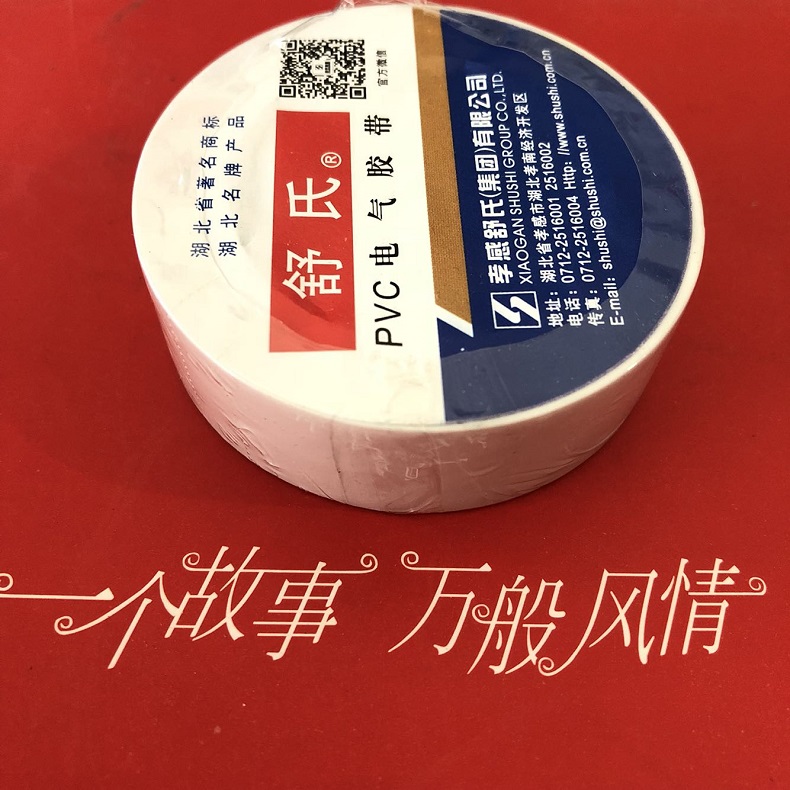 湖北省著名商标
湖北名牌产品
官方微信
舒氏®
PVC电气胶带
孝感舒氏(集团)有限公司
XIAOGAN SHUSHI GROUP CO.,LTD.
地址：湖北省孝感市湖北孝南经济开发区
电话：0712-2516001 2516002
传真：0712-2516004 Http：//www.shushi.com.cn
E-mail：shushi@shushi.com.cn
一个故事 万般风情